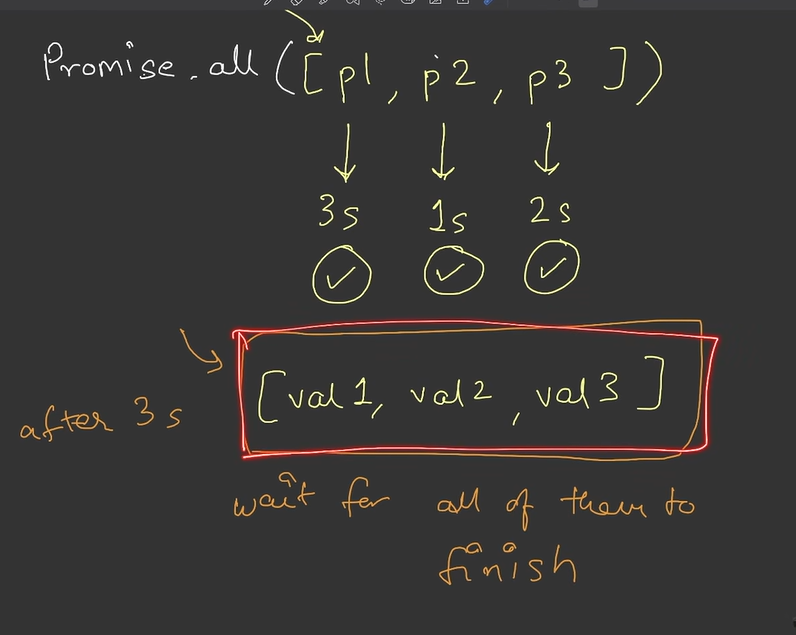 Promise.all([p1, p2, p3])
3s 1s 2s
[val1, val2, val3]
after 3s
wait for all of them to
finish